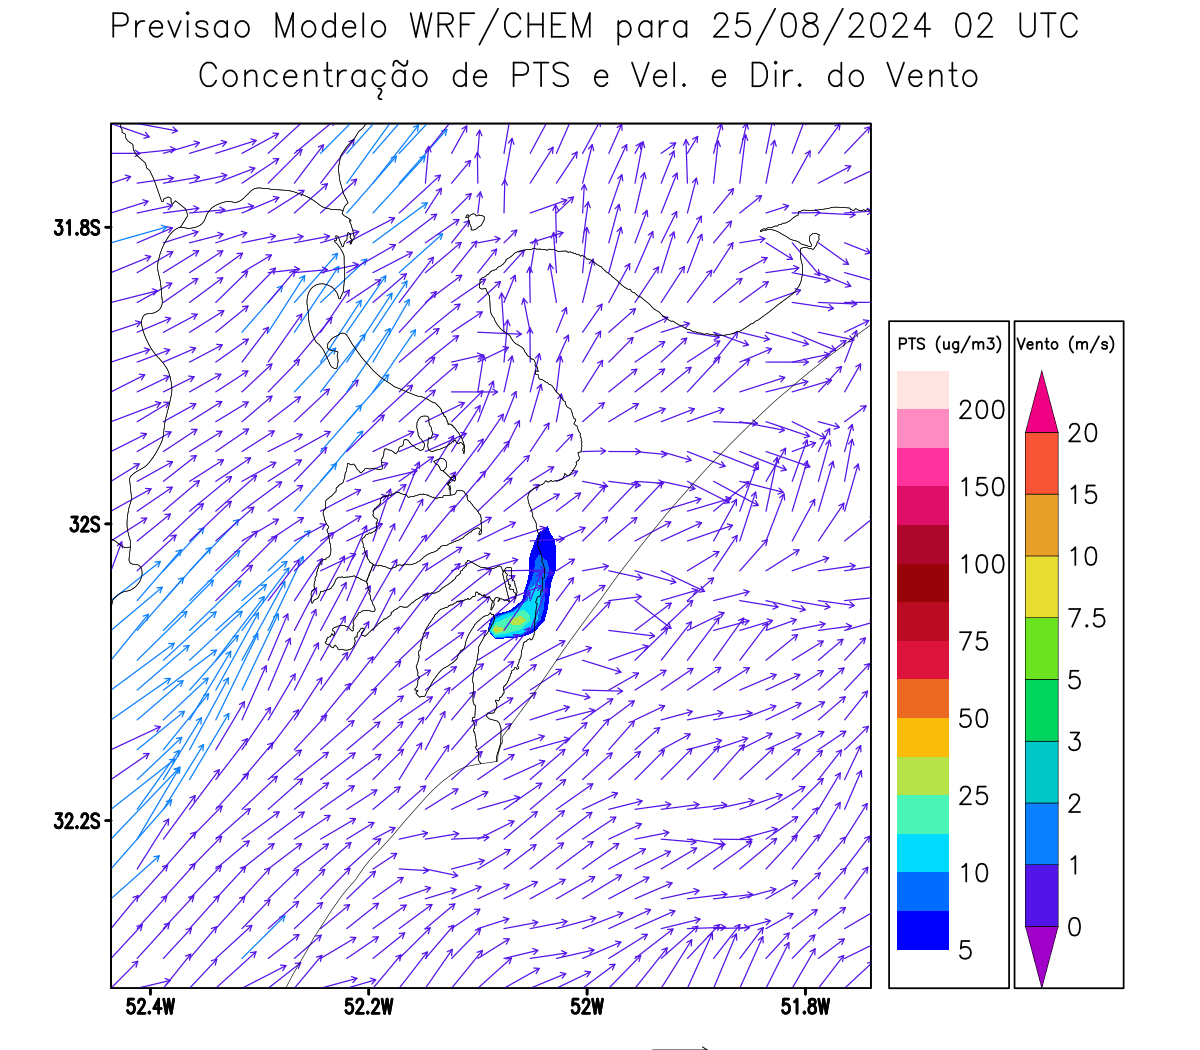 Previsao Modelo WRF/CHEM para 25/08/2024 02 UTC
Concentração de PTS e Vel. e Dir. do Vento
31.8S
32S
32.2S
52.4W
52.2W
52W
51.8W
PTS (ug/m3)
200
150
100
75
50
25
10
5
Vento (m/s)
20
15
10
7.5
5
3
2
1
0